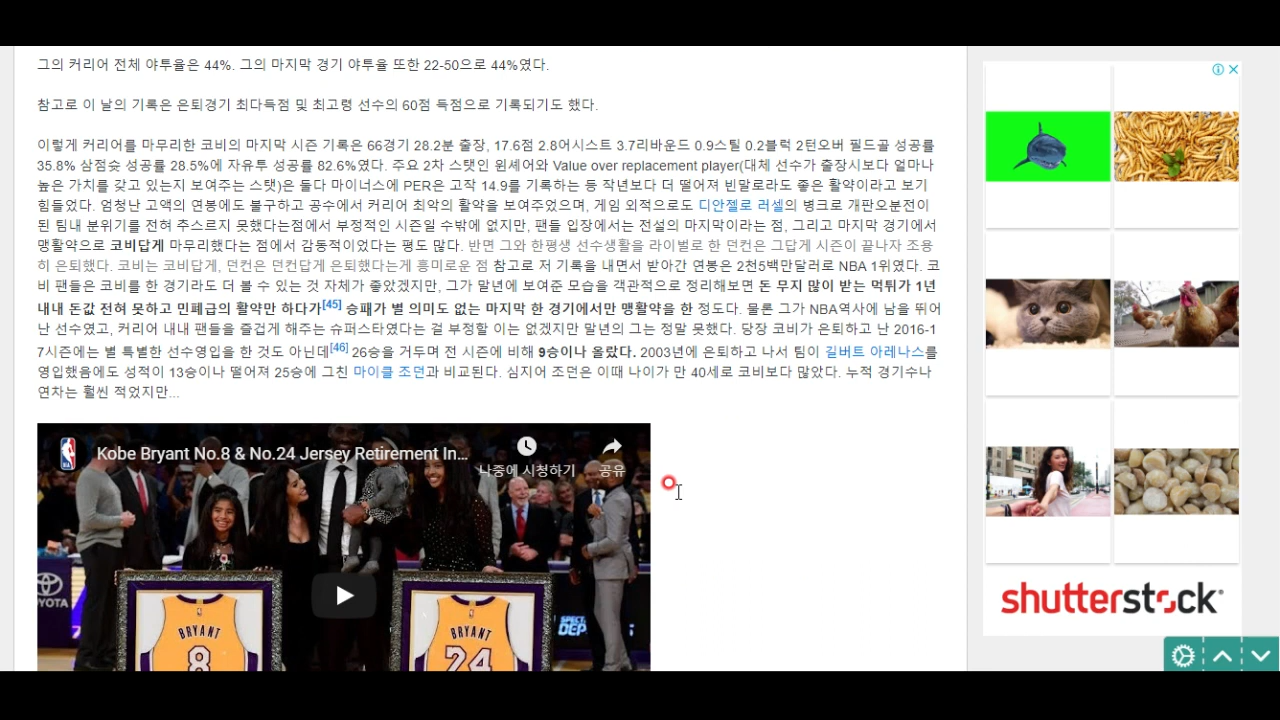 그의 커리어 전체 야투율은 44%. 그의 마지막 경기 야투율 또한 22-50으로 44%였다.
참고로 이 날의 기록은 은퇴경기 최다득점 및 최고령 선수의 60점 득점으로 기록되기도 했다.
이렇게 커리어를 마무리한 코비의 마지막 시즌 기록은 66경기 28.2분 출장, 17.6점 2.8어시스트 3.7리바운드 0.9스틸 0.2블럭 2턴오버 필드골 성공률
35.8% 삼점슛 성공률 28.5%에 자유투 성공률 82.6%다. 주요 2차 스탯인 윈셰어와 Value over replacement player(대체 선수가 출장시보다 얼마나
높은 가치를 갖고 있는지 보여주는 스탯)은 둘다 마이너스에 PER은 고작 14.9를 기록하는 등 작년보다 더 떨어져 빈말로라도 좋은 활약이라고 보기
힘들었다. 엄청난 고액의 연봉에도 불구하고 공수에서 커리어 최악의 활약을 보여주었으며, 게임 외적으로도 디안젤로 러셀의 병크로 개판오분전이
된 팀내 분위기를 전혀 추스르지 못했다는점에서 부정적인 시즌일 수밖에 없지만, 팬들 입장에서는 전설의 마지막이라는 점, 그리고 마지막 경기에서
맹활약으로 코비답게 마무리했다는 점에서 감동적이었다는 평도 많다. 반면 그와 한평생 선수생활을 라이벌로 한 던컨은 그답게 시즌이 끝나자 조용
히 은퇴했다. 코비는 코비답게, 던컨은 던컨답게 은퇴했다는게 흥미로운 점 참고로 저 기록을 내면서 받아간 연봉은 2천5백만달러로 NBA 1위였다. 코
비 팬들은 코비를 한 경기라도 더 볼 수 있는 것 자체가 좋았겠지만, 그가 말년에 보여준 모습을 객관적으로 정리해보면 돈 무지 많이 받는 먹튀가 1년
내내 돈값 전혀 못하고 민폐급의 활약만 하다가[45] 승패가 별 의미도 없는 마지막 한 경기에서만 맹활약을 한 정도다. 물론 그가 NBA역사에 남을 뛰어
난 선수였고, 커리어 내내 팬들을 즐겁게 해주는 슈퍼스타였다는 걸 부정할 이는 없겠지만 말년의 그는 정말 못했다. 당장 코비가 은퇴하고 난 2016-1
7시즌에는 별 특별한 선수영입을 한 것도 아닌데[46] 26승을 거두며 전 시즌에 비해 9승이나 올랐다. 2003년에 은퇴하고 나서 팀이 길버트 아레나스를
영입했음에도 성적이 13승이나 떨어져 25승에 그친 마이클 조던과 비교된다. 심지어 조던은 이때 나이가 만 40세로 코비보다 많았다. 누적 경기수나
연차는 훨씬 적었지만...
Kobe Bryant No.8 & No.24 Jersey Retirement In...
나중에 시청하기
공유
BRYANT
8
BRYANT
24
shutterstock